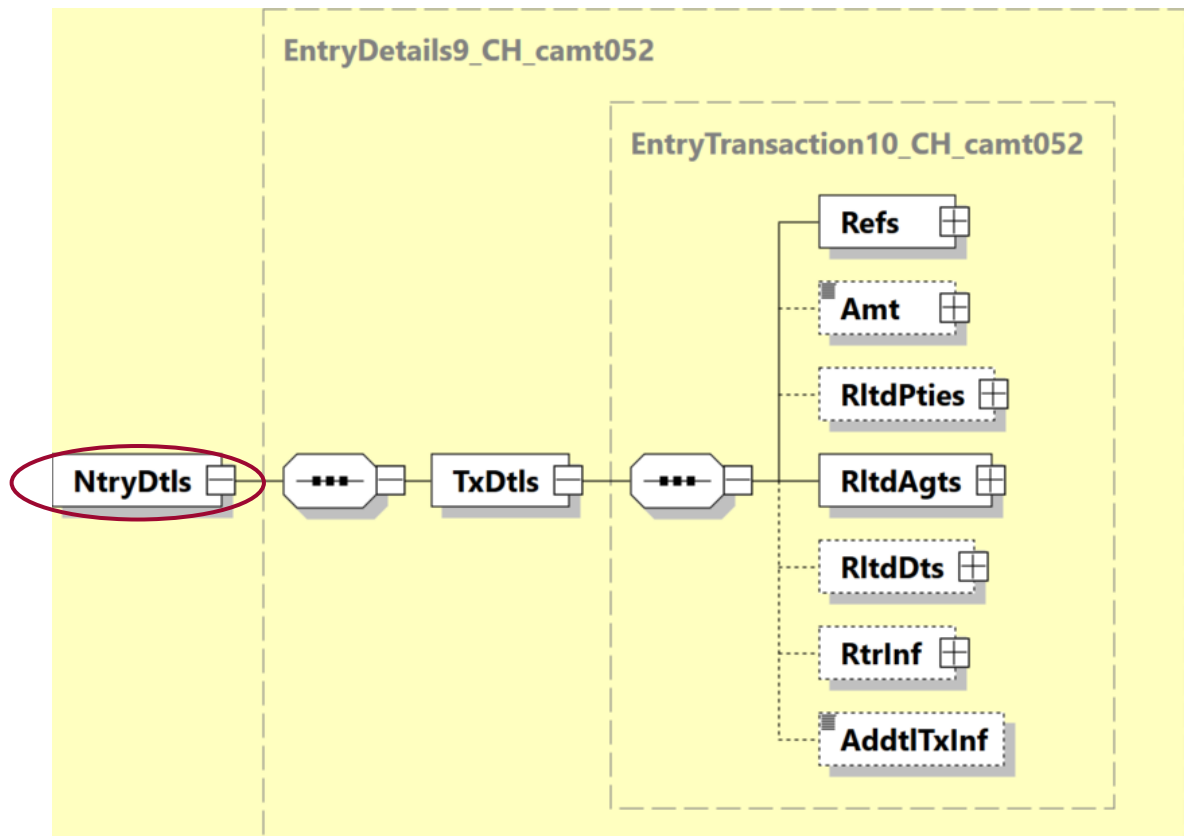 EntryDetails9_CH_camt052
EntryTransaction10_CH_camt052
Refs
Amt
RltdPties
NtryDtls
TxDtls
RltdAgts
RltdDts
RtrInf
AddtlTxInf